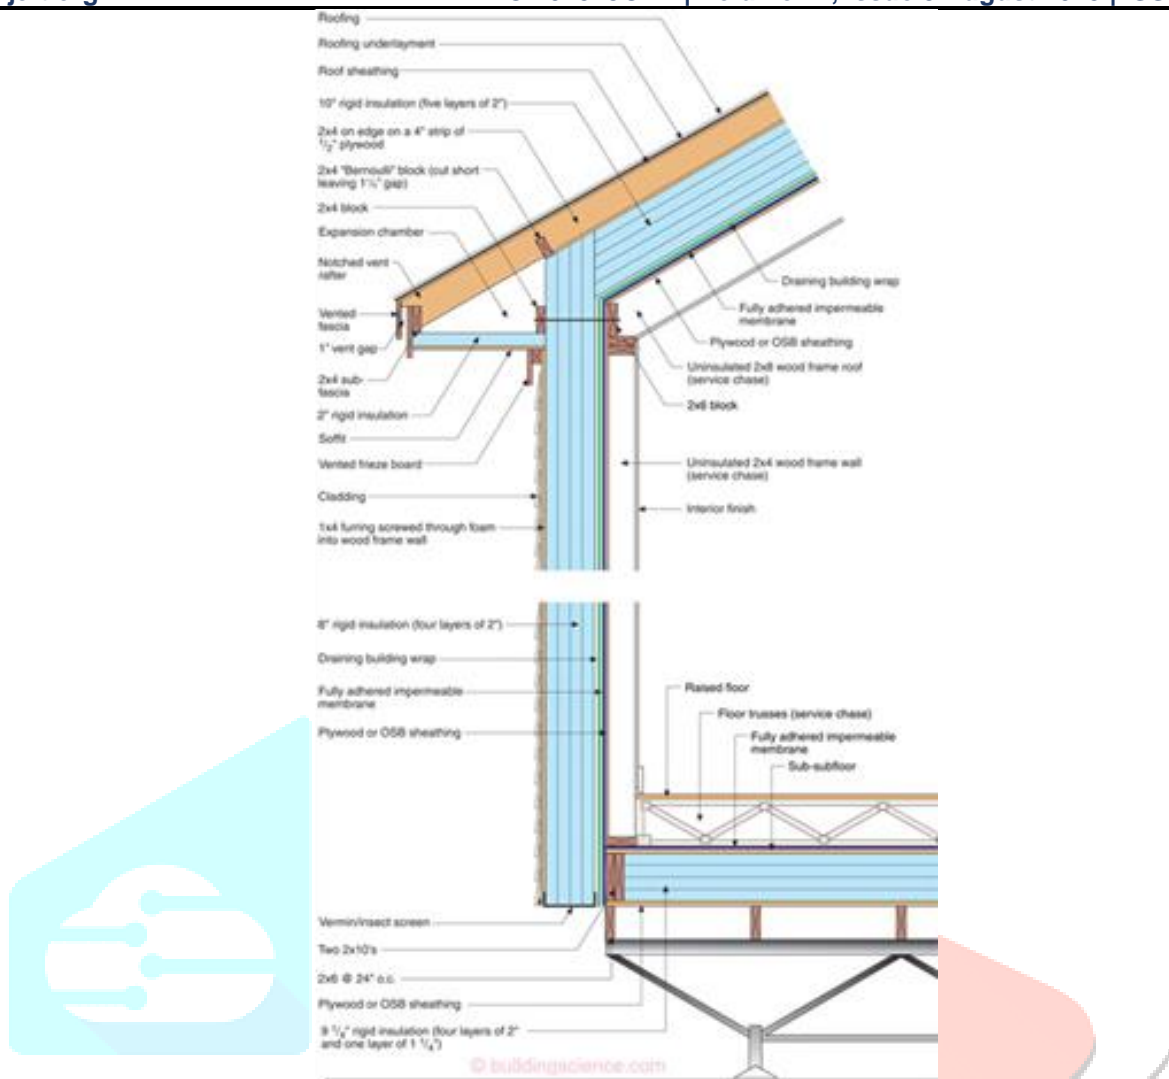 Roofing
Roofing underlayment
Roof sheathing
10" rigid insulation (five layers of 2")
2x4 on edge on a 4" strip of
1/2" plywood
2x4 "Bernoulli" block (cut short
leaving 1 1/2" gap)
2x4 block
Expansion chamber
Notched vent
rafter
Vented
fascia
1" vent gap
2x4 sub-
fascia
2" rigid insulation
Soffit
Vented frieze board
Cladding
1x4 furring screwed through foam
into wood frame wall
Draining building wrap
Fully adhered impermeable
membrane
Plywood or OSB sheathing
Uninsulated 2x8 wood frame roof
(service chase)
2x6 block
Uninsulated 2x4 wood frame wall
(service chase)
Interior finish
8" rigid insulation (four layers of 2")
Draining building wrap
Fully adhered impermeable
membrane
Plywood or OSB sheathing
Raised floor
Floor trusses (service chase)
Fully adhered impermeable
membrane
Sub-subfloor
Vermin/insect screen
Two 2x10's
2x6 @ 24" o.c.
Plywood or OSB sheathing
9 1/4" rigid insulation (four layers of 2"
and one layer of 1 1/4")
© buildingscience.com